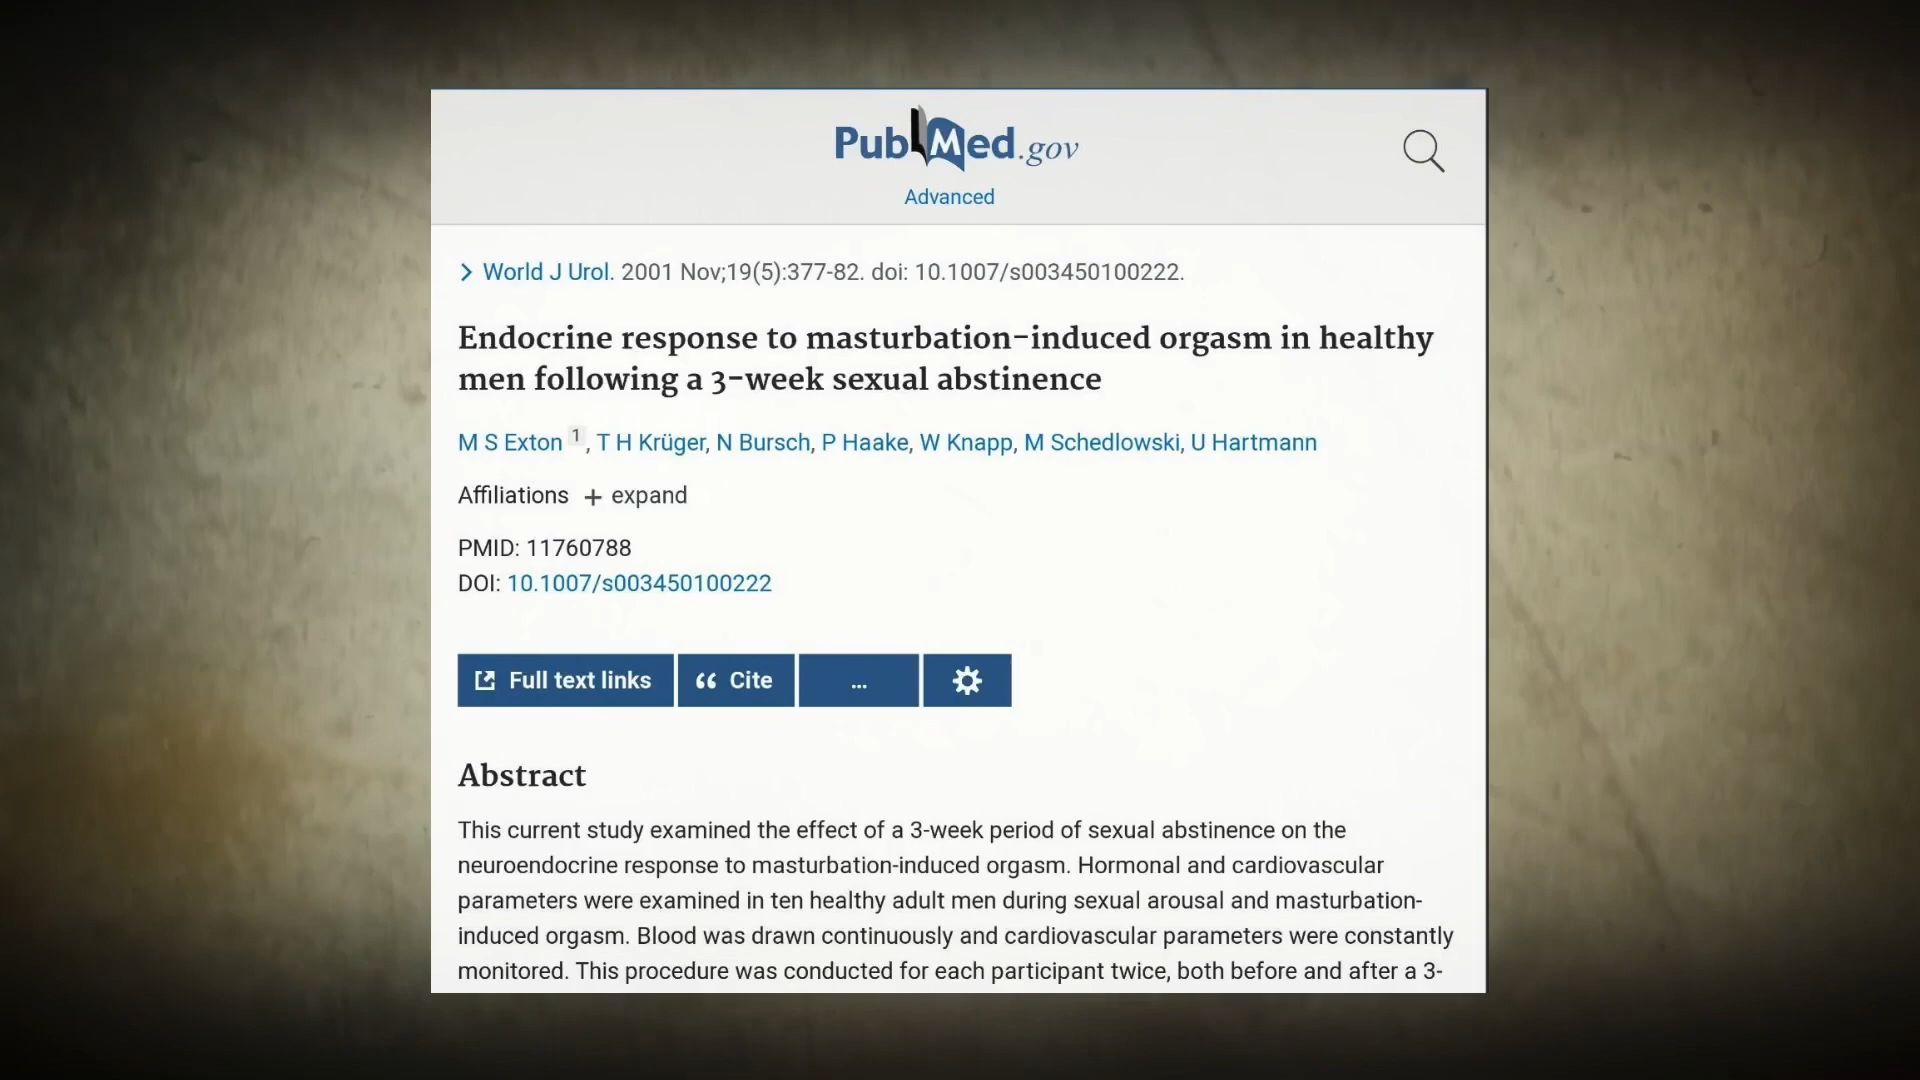 PubMed.gov
Advanced
World J Urol. 2001 Nov;19(5):377-82. doi: 10.1007/s003450100222.
Endocrine response to masturbation-induced orgasm in healthy
men following a 3-week sexual abstinence
M S Exton 1, T H Krüger, N Bursch, P Haake, W Knapp, M Schedlowski, U Hartmann
Affiliations + expand
PMID: 11760788
DOI: 10.1007/s003450100222
Full text links “ Cite ...
Abstract
This current study examined the effect of a 3-week period of sexual abstinence on the
neuroendocrine response to masturbation-induced orgasm. Hormonal and cardiovascular
parameters were examined in ten healthy adult men during sexual arousal and masturbation-
induced orgasm. Blood was drawn continuously and cardiovascular parameters were constantly
monitored. This procedure was conducted for each participant twice, both before and after a 3-